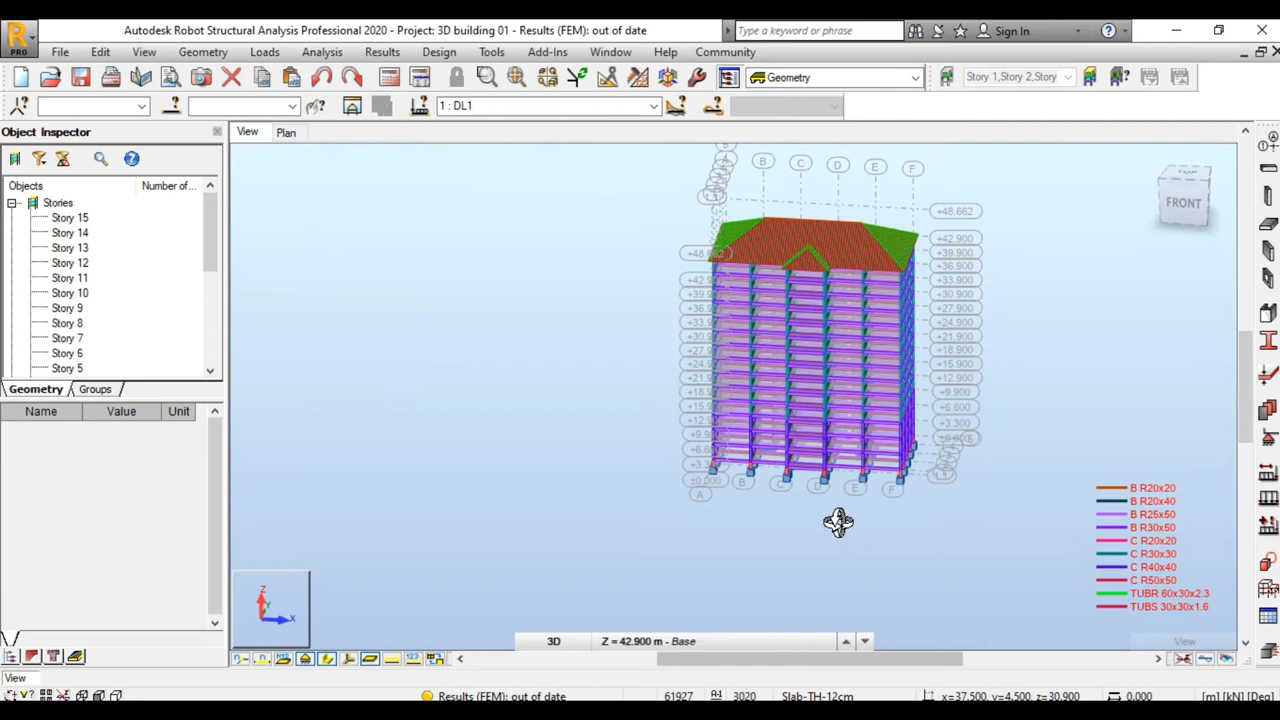 Autodesk Robot Structural Analysis Professional 2020 - Project: 3D building 01 - Results (FEM): out of date
Type a keyword or phrase
Sign In
PRO
File Edit View Geometry Loads Analysis Results Design Tools Add-Ins Window Help Community
Geometry
Story 1,Story 2,Story
1 : DL1
Object Inspector
View Plan
Objects Number of...
Stories
Story 15
Story 14
Story 13
Story 12
Story 11
Story 10
Story 9
Story 8
Story 7
Story 6
Story 5
Geometry Groups
Name Value Unit
B C D E F
TOP
FRONT
+48.662
+42.900
+39.900
+36.900
+33.900
+30.900
+27.900
+24.900
+21.900
+18.900
+15.900
+12.900
+9.900
+6.600
+3.300
±0.000
A B C D E F
B R20x20
B R20x40
B R25x50
B R30x50
C R20x20
C R30x30
C R40x40
C R50x50
TUBR 60x30x2.3
TUBS 30x30x1.6
Z
Y
X
3D Z = 42.900 m - Base
View
View
Results (FEM): out of date 61927 3020 Slab-TH-12cm x=37.500, y=4.500, z=30.900 0.000 [m] [kN] [Deg]